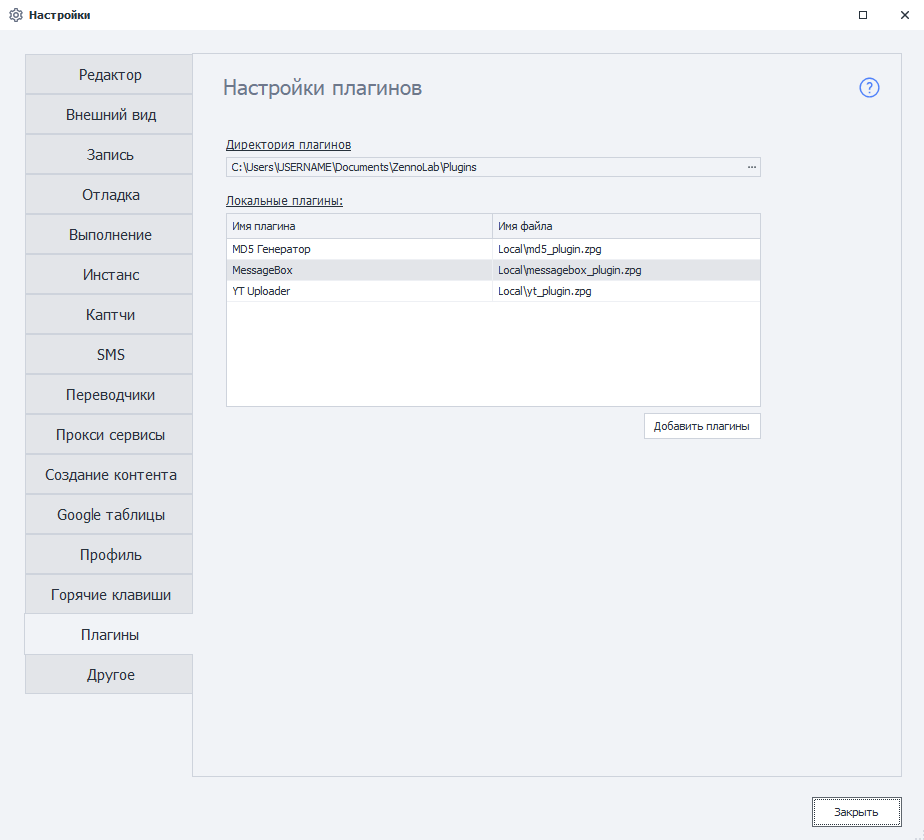 Настройки
Редактор
Внешний вид
Запись
Отладка
Выполнение
Инстанс
Каптчи
SMS
Переводчики
Прокси сервисы
Создание контента
Google таблицы
Профиль
Горячие клавиши
Плагины
Другое
Настройки плагинов
?
Директория плагинов
C:\Users\USERNAME\Documents\ZennoLab\Plugins ...
Локальные плагины:
Имя плагина Имя файла
MD5 Генератор Local\md5_plugin.zpg
MessageBox Local\messagebox_plugin.zpg
YT Uploader Local\yt_plugin.zpg
Добавить плагины
Закрыть